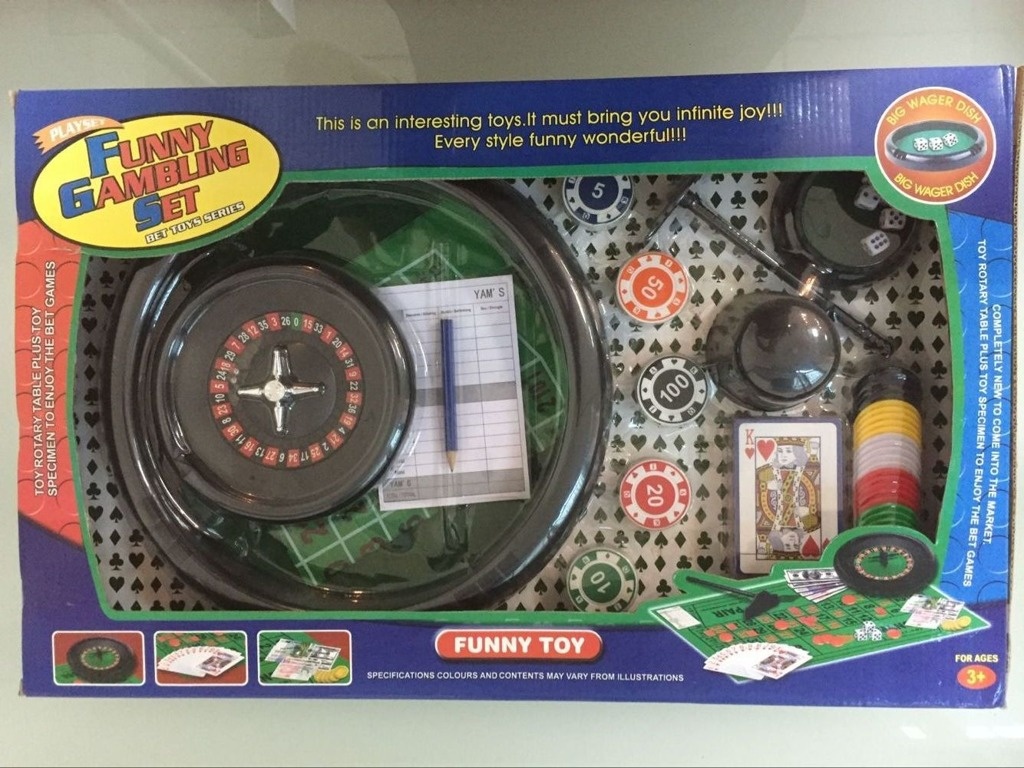 PLAYSET
FUNNY
GAMBLING
SET
BET TOYS SERIES
This is an interesting toys.It must bring you infinite joy!!!
Every style funny wonderful!!!
BIG WAGER DISH
BIG WAGER DISH
TOY ROTARY TABLE PLUS TOY
SPECIMEN TO ENJOY THE BET GAMES
COMPLETELY NEW TO COME INTO THE MARKET.
TOY ROTARY TABLE PLUS TOY SPECIMEN TO ENJOY THE BET GAMES
YAM'S
YAM'S
5
50
100
20
10
K
PAIR
FUNNY TOY
SPECIFICATIONS COLOURS AND CONTENTS MAY VARY FROM ILLUSTRATIONS
FOR AGES
3+